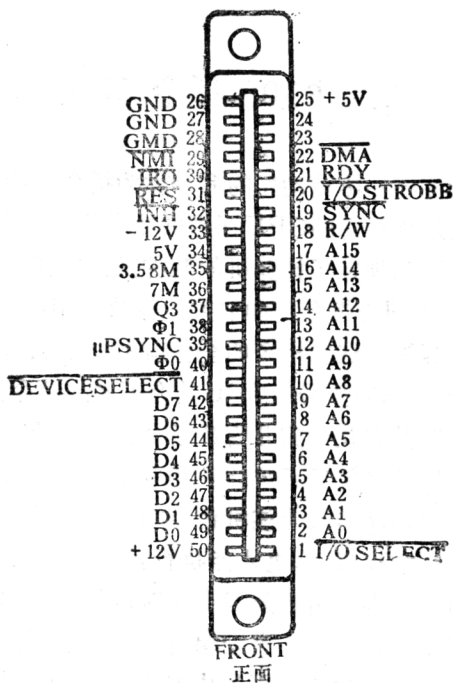 GND 26 25 +5V
GND 27 24
GMD 28 23
NMI 29 22 DMA
IRO 30 21 RDY
RES 31 20 I/O STROBB
INH 32 19 SYNC
-12V 33 18 R/W
5V 34 17 A15
3.58M 35 16 A14
7M 36 15 A13
Q3 37 14 A12
Φ1 38 13 A11
μPSYNC 39 12 A10
Φ0 40 11 A9
DEVICESELECT 41 10 A8
D7 42 9 A7
D6 43 8 A6
D5 44 7 A5
D4 45 6 A4
D3 46 5 A3
D2 47 4 A2
D1 48 3 A1
D0 49 2 A0
+12V 50 1 I/O SELECT
FRONT
正面